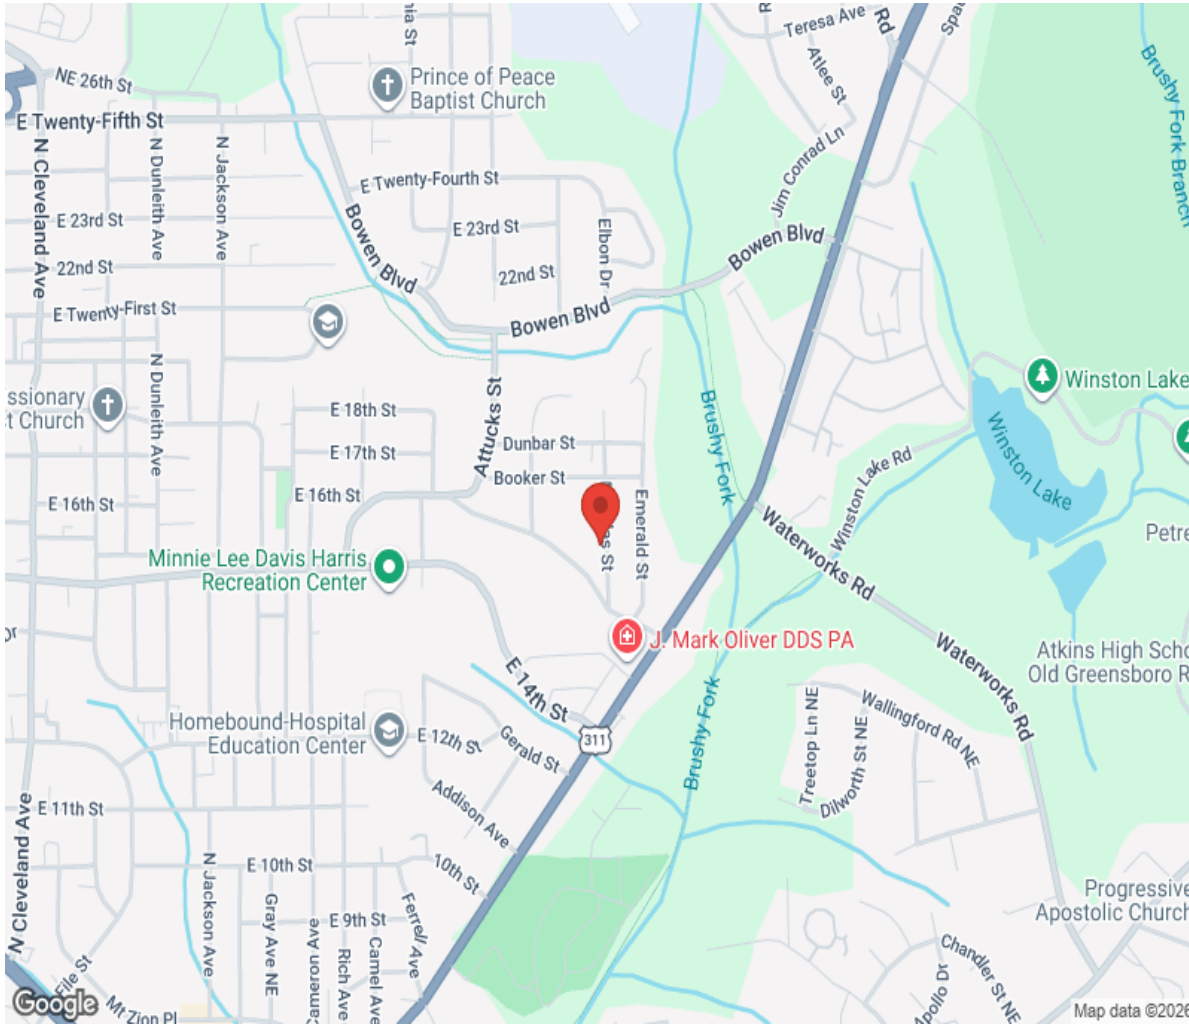 Teresa Ave
Rd
Atlee St
NE 26th St
Prince of Peace
Baptist Church
Brushy Fork Branch
E Twenty-Fifth St
N Cleveland Ave
N Dunleith Ave
N Jackson Ave
Jim Conrad Ln
E Twenty-Fourth St
E 23rd St
E 23rd St
Elbon Dr
Bowen Blvd
Bowen Blvd
22nd St
22nd St
E Twenty-First St
Bowen Blvd
N Dunleith Ave
Winston Lake
Attucks St
E 18th St
Brushy Fork
Winston Lake
Dunbar St
E 17th St
Booker St
Winston Lake Rd
E 16th St
E 16th St
Emerald St
St
Waterworks Rd
Minnie Lee Davis Harris
Recreation Center
J. Mark Oliver DDS PA
Waterworks Rd
Old Greensboro R
E 14th St
Brushy Fork
Treetop Ln NE
Wallingford Rd NE
Dilworth St NE
Homebound-Hospital
Education Center
E 12th St
Gerald St
311
Addison Ave
E 11th St
N Cleveland Ave
10th St
E 10th St
N Jackson Ave
Gray Ave NE
E 9th St
Ferrell Ave
Cameron Ave
Rich Ave
Camel Ave
Progressive
Apostolic Church
Chandler St NE
Apollo Dr
File St
Mt Zion Pl
Google
Map data ©2026